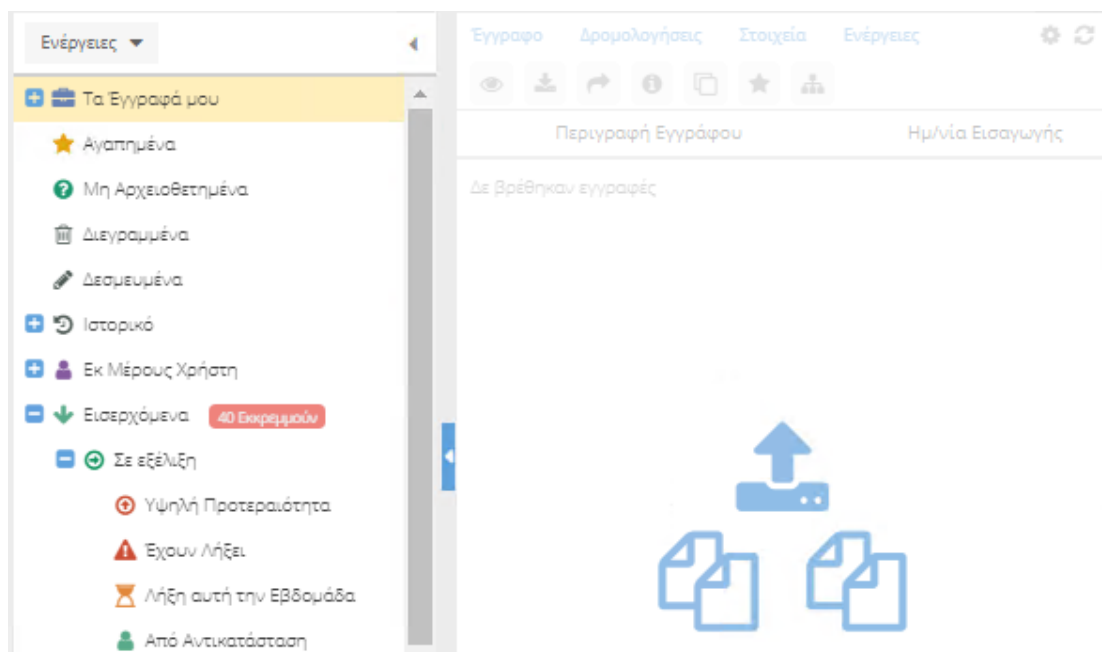 Ενέργειες
Τα Έγγραφά μου
Αγαπημένα
Μη Αρχειοθετημένα
Διεγραμμένα
Δεσμευμένα
Ιστορικό
Εκ Μέρους Χρήστη
Εισερχόμενα 40 Εκκρεμμούν
Σε εξέλιξη
Υψηλή Προτεραιότητα
Έχουν Λήξει
Λήξη αυτή την Εβδομάδα
Από Αντικατάσταση
Έγγραφο Δρομολογήσεις Στοιχεία Ενέργειες
Περιγραφή Εγγράφου Ημ/νία Εισαγωγής
Δε βρέθηκαν εγγραφές